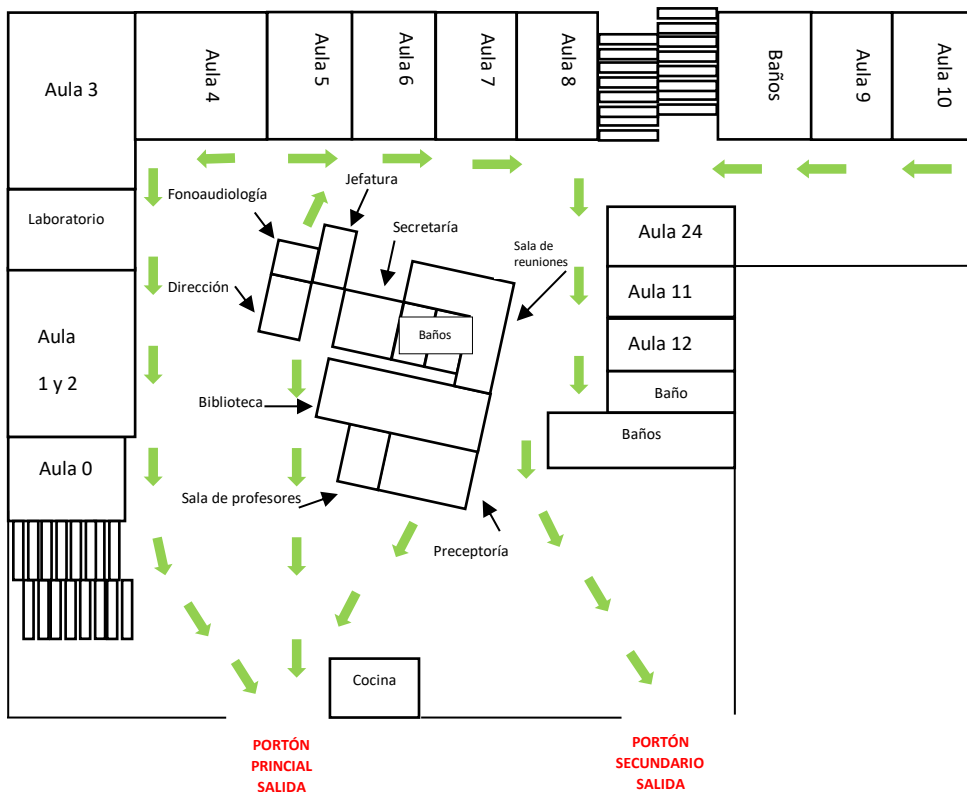 Aula 3
Aula 4
Aula 5
Aula 6
Aula 7
Aula 8
Baños
Aula 9
Aula 10
Jefatura
Fonoaudiología
Laboratorio
Secretaría
Sala de
reuniones
Aula 24
Dirección
Aula 11
Aula
1 y 2
Baños
Aula 12
Biblioteca
Baño
Baños
Aula 0
Sala de profesores
Preceptoría
Cocina
PORTÓN
PRINCIAL
SALIDA
PORTÓN
SECUNDARIO
SALIDA